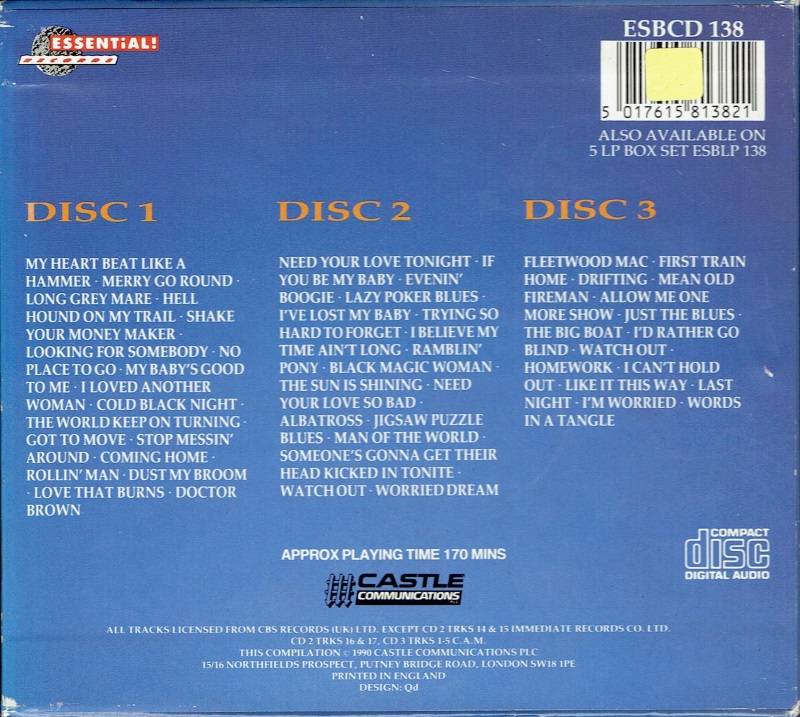 ESSENTiAL!
RECORDS
ESBCD 138
5 017615 813821
ALSO AVAILABLE ON
5 LP BOX SET ESBLP 138
DISC 1
MY HEART BEAT LIKE A
HAMMER · MERRY GO ROUND ·
LONG GREY MARE · HELL
HOUND ON MY TRAIL · SHAKE
YOUR MONEY MAKER ·
LOOKING FOR SOMEBODY · NO
PLACE TO GO · MY BABY'S GOOD
TO ME · I LOVED ANOTHER
WOMAN · COLD BLACK NIGHT ·
THE WORLD KEEP ON TURNING ·
GOT TO MOVE · STOP MESSIN'
AROUND · COMING HOME ·
ROLLIN' MAN · DUST MY BROOM
· LOVE THAT BURNS · DOCTOR
BROWN
DISC 2
NEED YOUR LOVE TONIGHT · IF
YOU BE MY BABY · EVENIN'
BOOGIE · LAZY POKER BLUES ·
I'VE LOST MY BABY · TRYING SO
HARD TO FORGET · I BELIEVE MY
TIME AIN'T LONG · RAMBLIN'
PONY · BLACK MAGIC WOMAN ·
THE SUN IS SHINING · NEED
YOUR LOVE SO BAD ·
ALBATROSS · JIGSAW PUZZLE
BLUES · MAN OF THE WORLD ·
SOMEONE'S GONNA GET THEIR
HEAD KICKED IN TONITE ·
WATCH OUT · WORRIED DREAM
DISC 3
FLEETWOOD MAC · FIRST TRAIN
HOME · DRIFTING · MEAN OLD
FIREMAN · ALLOW ME ONE
MORE SHOW · JUST THE BLUES ·
THE BIG BOAT · I'D RATHER GO
BLIND · WATCH OUT ·
HOMEWORK · I CAN'T HOLD
OUT · LIKE IT THIS WAY · LAST
NIGHT · I'M WORRIED · WORDS
IN A TANGLE
COMPACT
disc
DIGITAL AUDIO
APPROX PLAYING TIME 170 MINS
CASTLE
COMMUNICATIONS
ALL TRACKS LICENSED FROM CBS RECORDS (UK) LTD. EXCEPT CD 2 TRKS 14 & 15 IMMEDIATE RECORDS CO. LTD.
CD 2 TRKS 16 & 17, CD 3 TRKS 1-5 C.A.M.
THIS COMPILATION © 1990 CASTLE COMMUNICATIONS PLC
15/16 NORTHFIELDS PROSPECT, PUTNEY BRIDGE ROAD, LONDON SW18 1PE
PRINTED IN ENGLAND
DESIGN: Qd